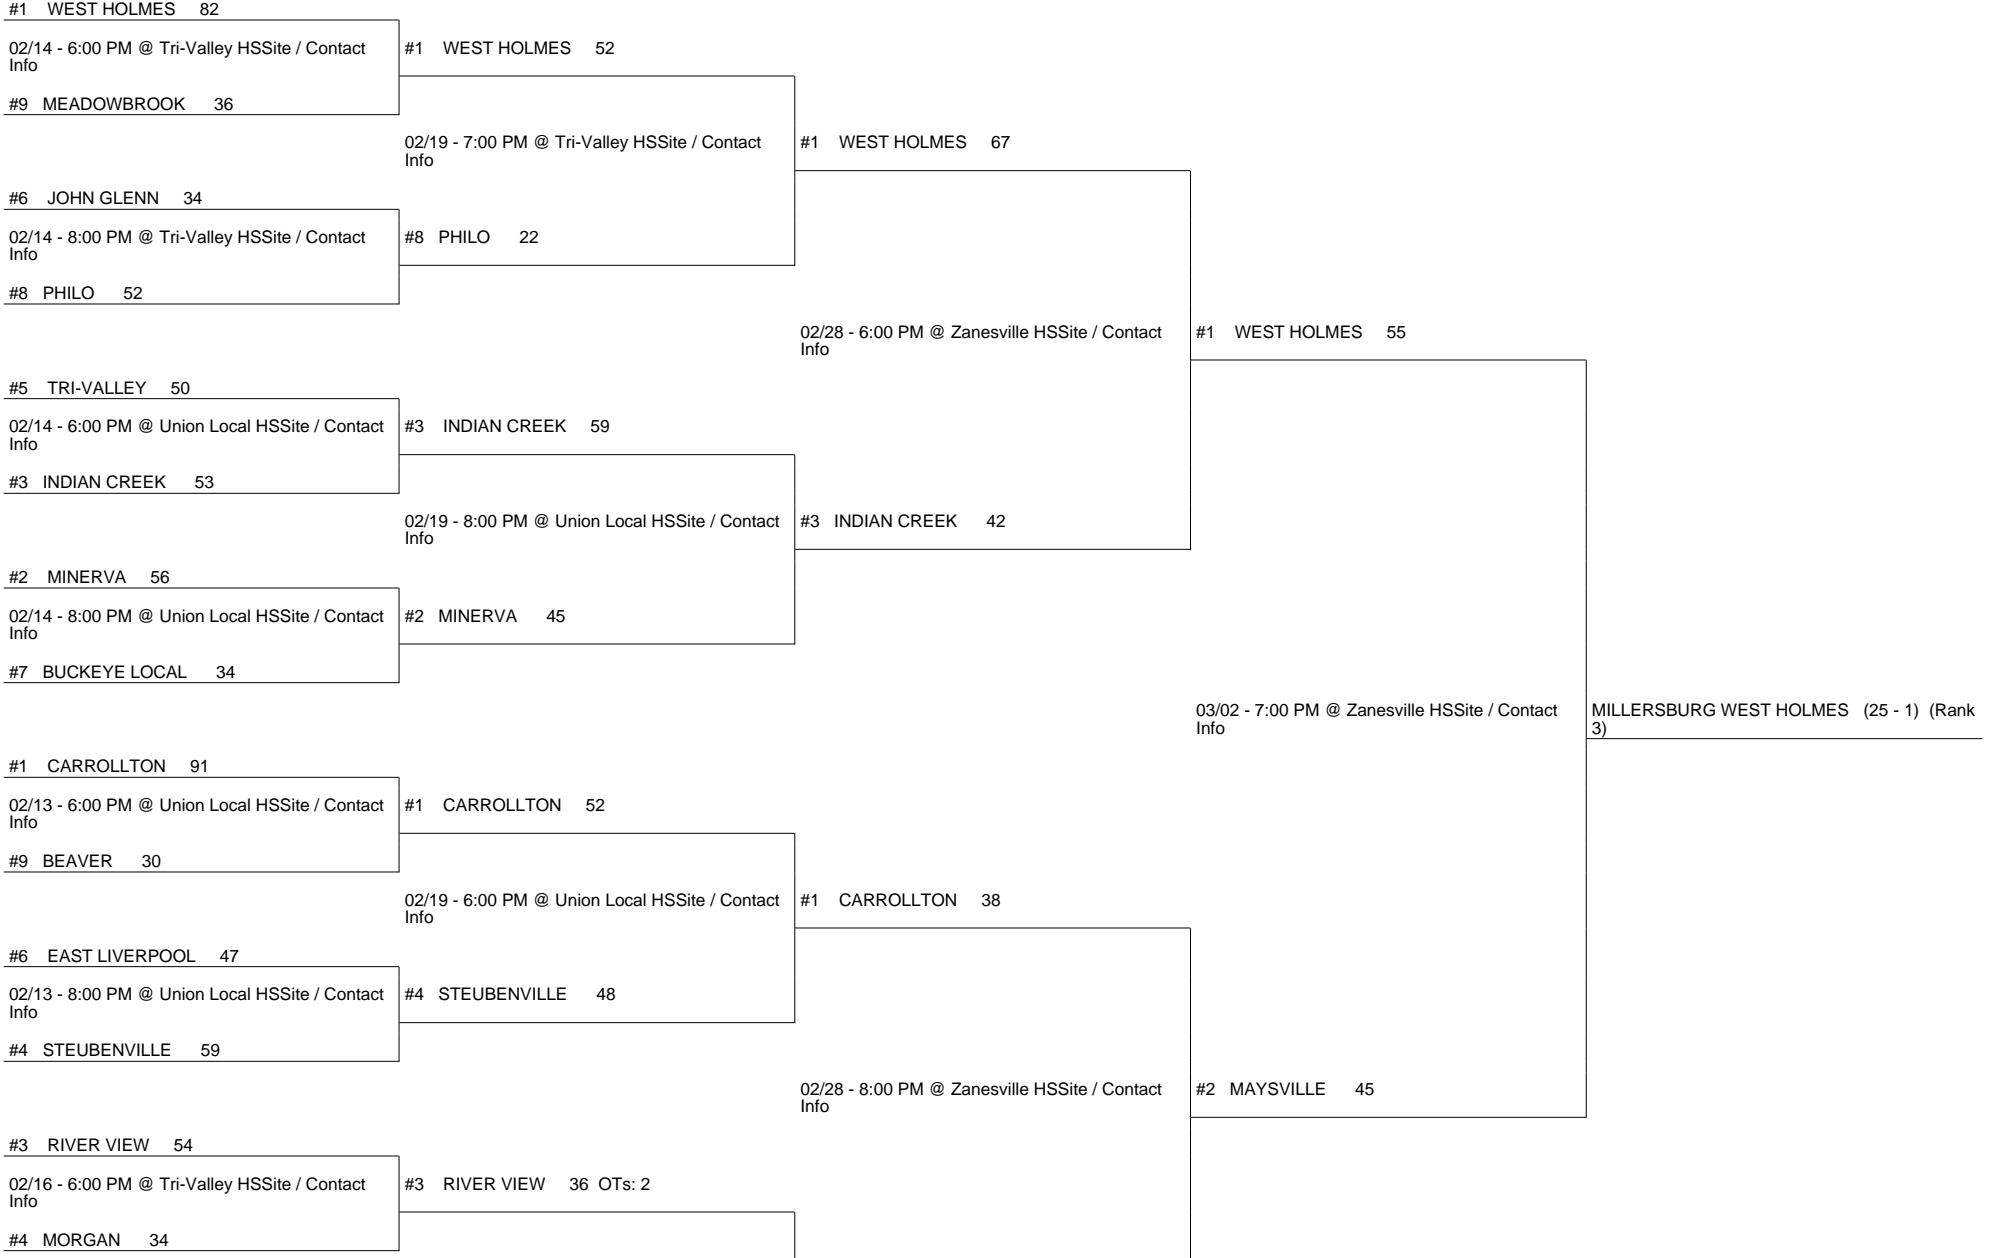 #1 WEST HOLMES 82
02/14 - 6:00 PM @ Tri-Valley HSSite / Contact
Info
#9 MEADOWBROOK 36
#1 WEST HOLMES 52
02/19 - 7:00 PM @ Tri-Valley HSSite / Contact
Info
#1 WEST HOLMES 67
#6 JOHN GLENN 34
02/14 - 8:00 PM @ Tri-Valley HSSite / Contact
Info
#8 PHILO 52
#8 PHILO 22
02/28 - 6:00 PM @ Zanesville HSSite / Contact
Info
#1 WEST HOLMES 55
#5 TRI-VALLEY 50
02/14 - 6:00 PM @ Union Local HSSite / Contact
Info
#3 INDIAN CREEK 53
#3 INDIAN CREEK 59
02/19 - 8:00 PM @ Union Local HSSite / Contact
Info
#3 INDIAN CREEK 42
#2 MINERVA 56
02/14 - 8:00 PM @ Union Local HSSite / Contact
Info
#7 BUCKEYE LOCAL 34
#2 MINERVA 45
03/02 - 7:00 PM @ Zanesville HSSite / Contact
Info
MILLERSBURG WEST HOLMES (25 - 1) (Rank
3)
#1 CARROLLTON 91
02/13 - 6:00 PM @ Union Local HSSite / Contact
Info
#9 BEAVER 30
#1 CARROLLTON 52
02/19 - 6:00 PM @ Union Local HSSite / Contact
Info
#1 CARROLLTON 38
#6 EAST LIVERPOOL 47
02/13 - 8:00 PM @ Union Local HSSite / Contact
Info
#4 STEUBENVILLE 59
#4 STEUBENVILLE 48
02/28 - 8:00 PM @ Zanesville HSSite / Contact
Info
#2 MAYSVILLE 45
#3 RIVER VIEW 54
02/16 - 6:00 PM @ Tri-Valley HSSite / Contact
Info
#4 MORGAN 34
#3 RIVER VIEW 36 OTs: 2